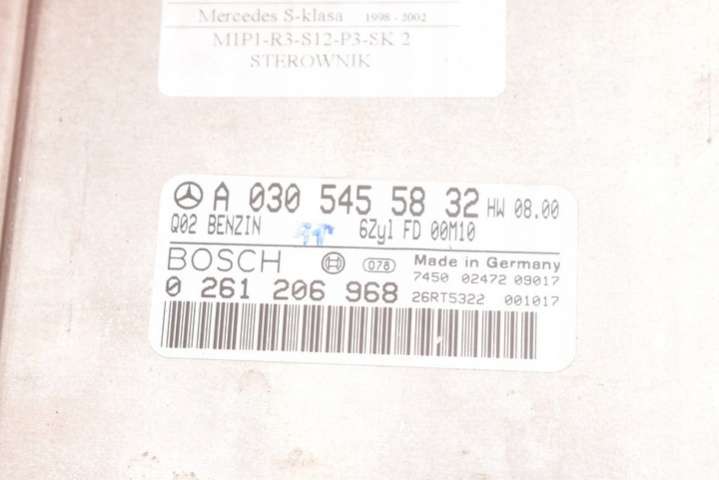 Mercedes S-klasa 1998 - 2002
M1P1-R3-S12-P3-SK 2
STEROWNIK
A 030 545 58 32 HW 08.00
Q02 BENZIN 6Zyl FD 00M10
BOSCH 078 Made in Germany
7450 02472 09017
0 261 206 968 26RT5322 001017